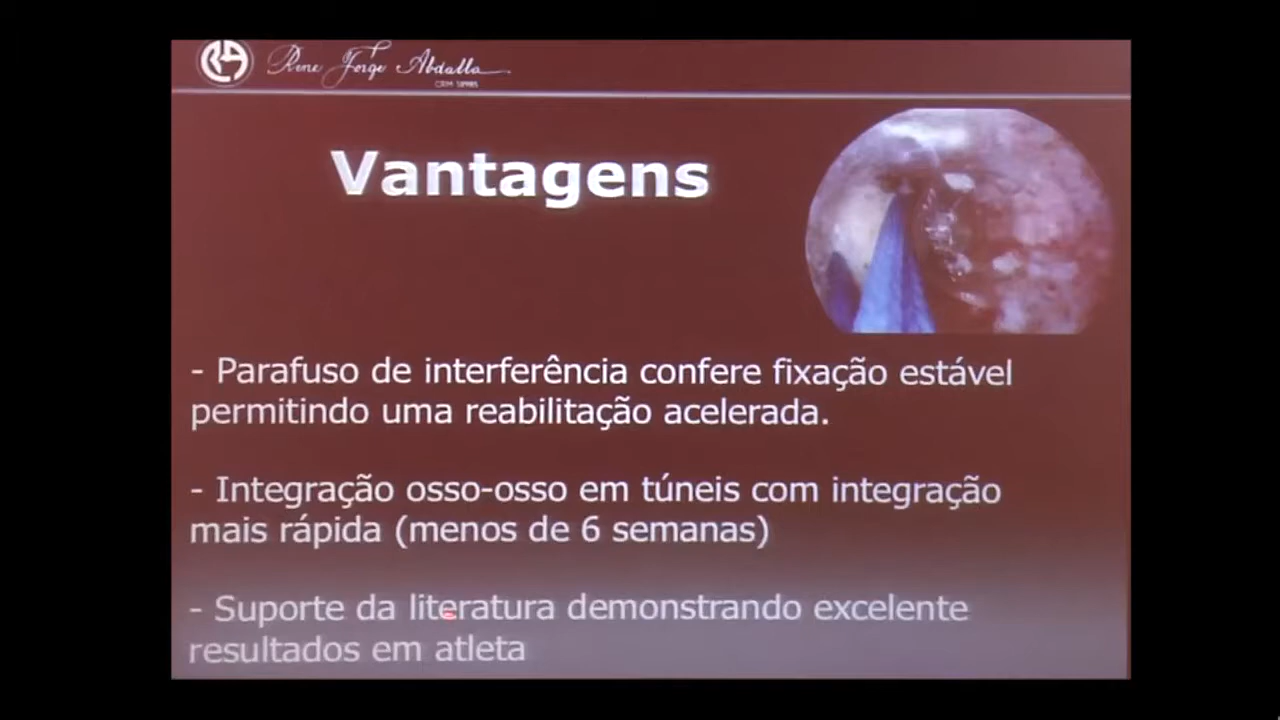 Rene Jorge Abdalla
Vantagens
- Parafuso de interferência confere fixação estável
permitindo uma reabilitação acelerada.
- Integração osso-osso em túneis com integração
mais rápida (menos de 6 semanas)
- Suporte da literatura demonstrando excelente
resultados em atleta